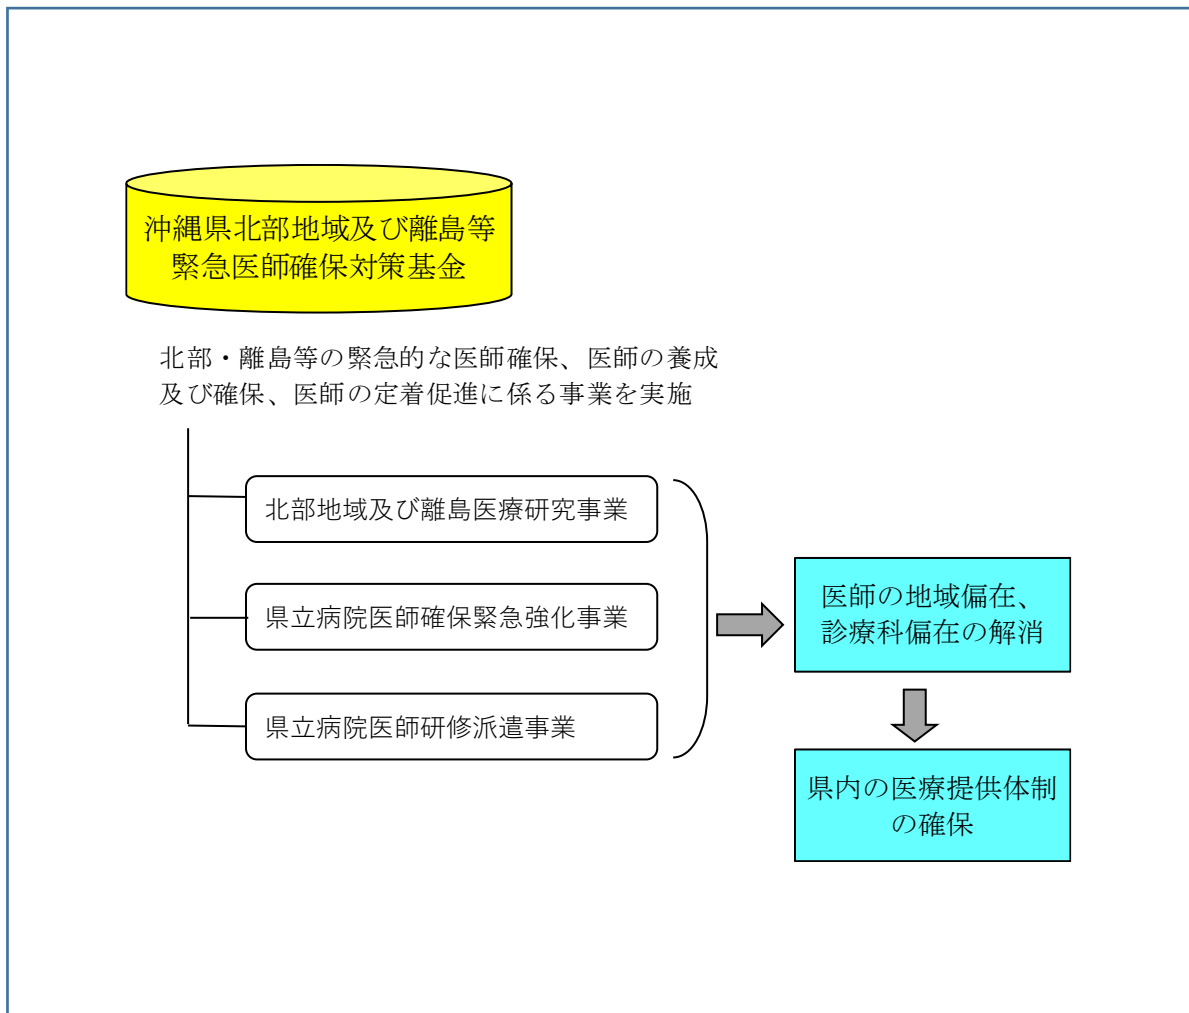 沖縄県北部地域及び離島等
緊急医師確保対策基金
北部・離島等の緊急的な医師確保、医師の養成
及び確保、医師の定着促進に係る事業を実施
北部地域及び離島医療研究事業
県立病院医師確保緊急強化事業
県立病院医師研修派遣事業
医師の地域偏在、
診療科偏在の解消
県内の医療提供体制
の確保